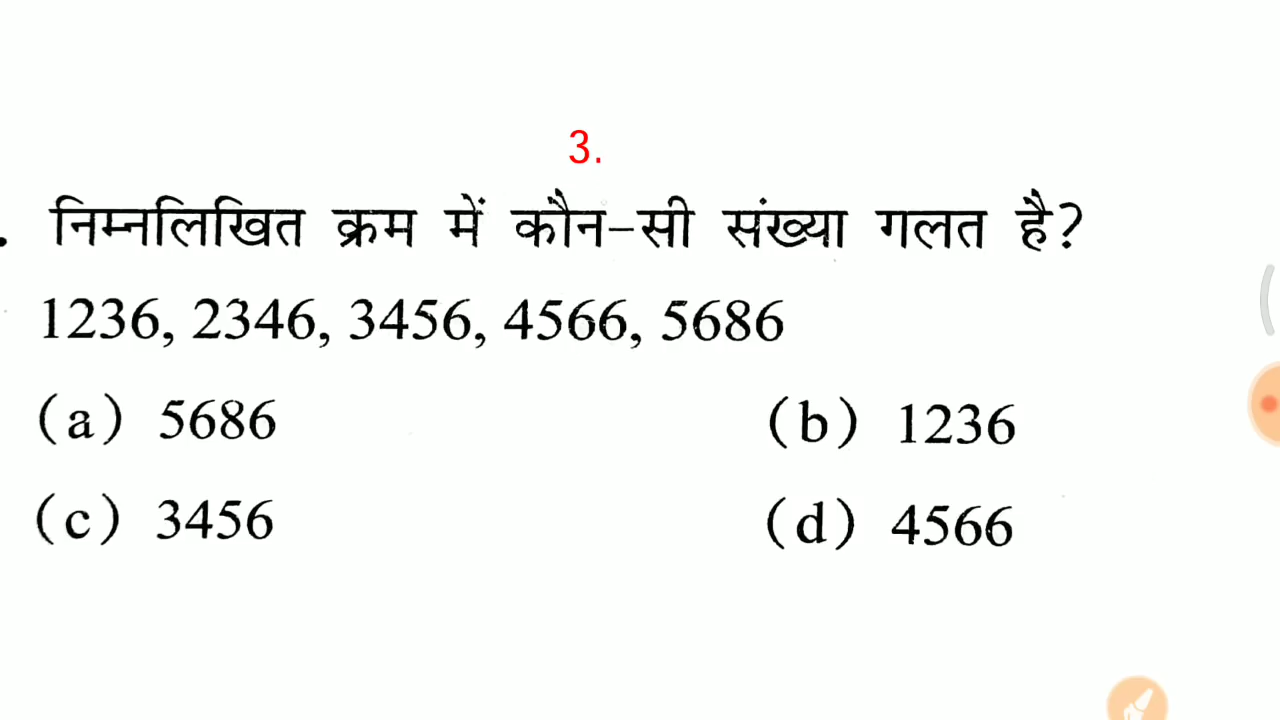 3.
. निम्नलिखित क्रम में कौन-सी संख्या गलत है?
1236, 2346, 3456, 4566, 5686
(a) 5686 (b) 1236
(c) 3456 (d) 4566